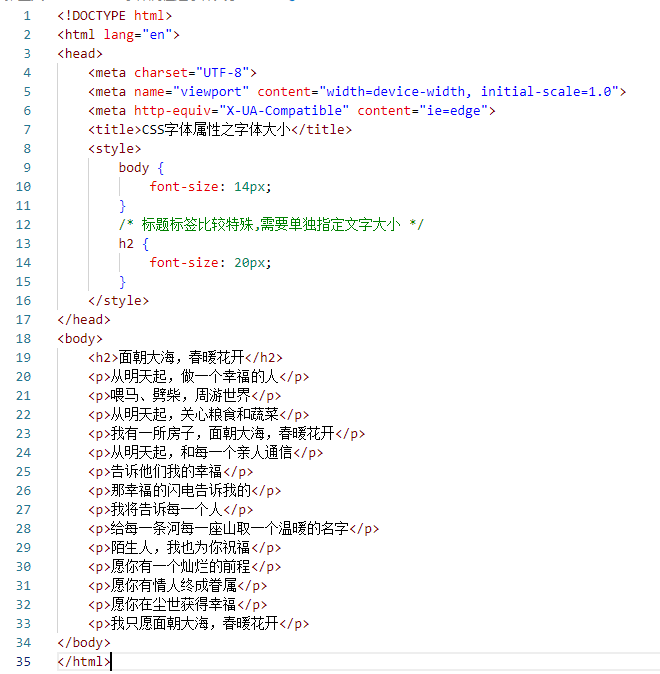 1 <!DOCTYPE html>
2 <html lang="en">
3 <head>
4     <meta charset="UTF-8">
5     <meta name="viewport" content="width=device-width, initial-scale=1.0">
6     <meta http-equiv="X-UA-Compatible" content="ie=edge">
7     <title>CSS字体属性之字体大小</title>
8     <style>
9         body {
10             font-size: 14px;
11         }
12         /* 标题标签比较特殊,需要单独指定文字大小 */
13         h2 {
14             font-size: 20px;
15         }
16     </style>
17 </head>
18 <body>
19     <h2>面朝大海，春暖花开</h2>
20     <p>从明天起，做一个幸福的人</p>
21     <p>喂马、劈柴，周游世界</p>
22     <p>从明天起，关心粮食和蔬菜</p>
23     <p>我有一所房子，面朝大海，春暖花开</p>
24     <p>从明天起，和每一个亲人通信</p>
25     <p>告诉他们我的幸福</p>
26     <p>那幸福的闪电告诉我的</p>
27     <p>我将告诉每一个人</p>
28     <p>给每一条河每一座山取一个温暖的名字</p>
29     <p>陌生人，我也为你祝福</p>
30     <p>愿你有一个灿烂的前程</p>
31     <p>愿你有情人终成眷属</p>
32     <p>愿你在尘世获得幸福</p>
33     <p>我只愿面朝大海，春暖花开</p>
34 </body>
35 </html>